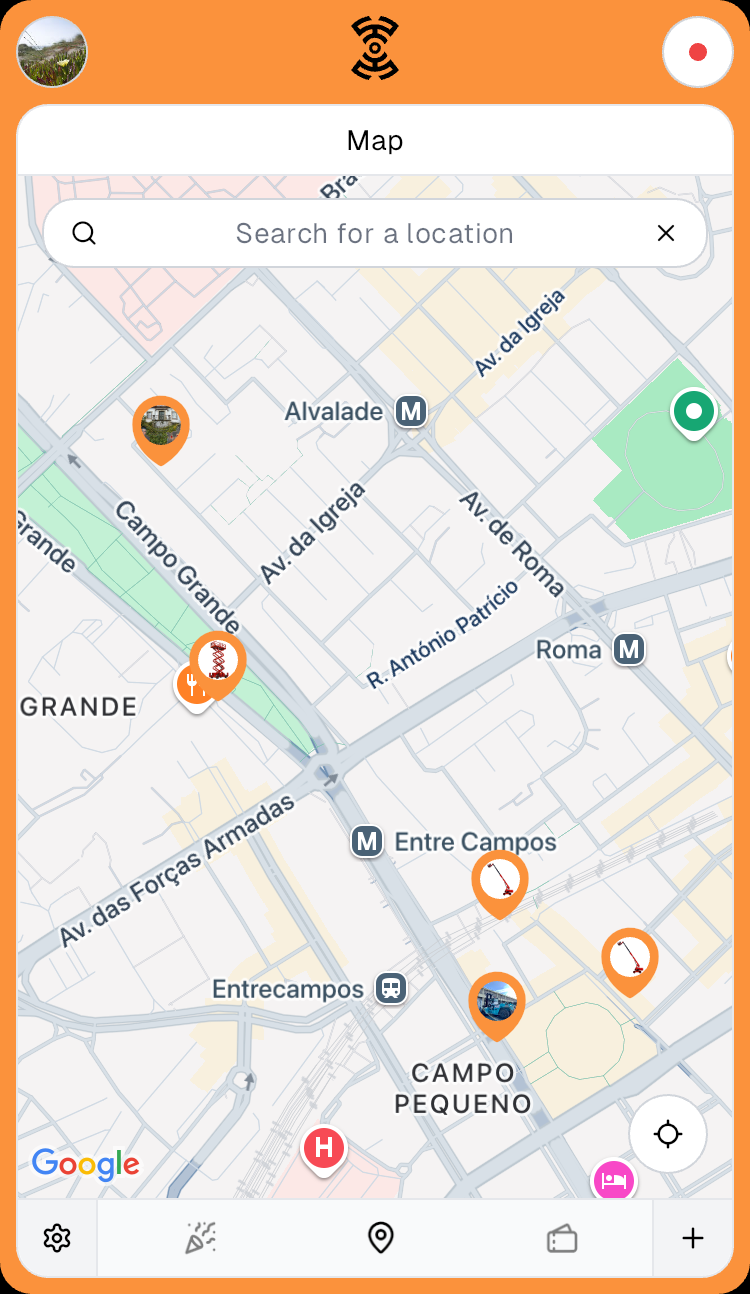 Map
Bra
Search for a location
Av. da Igreja
Alvalade
M
Av. da Igreja
Av. de Roma
Campo Grande
Grande
R. António Patrício
Roma
M
GRANDE
M
Entre Campos
Av. das Forças Armadas
Entrecampos
CAMPO
PEQUENO
H
Google